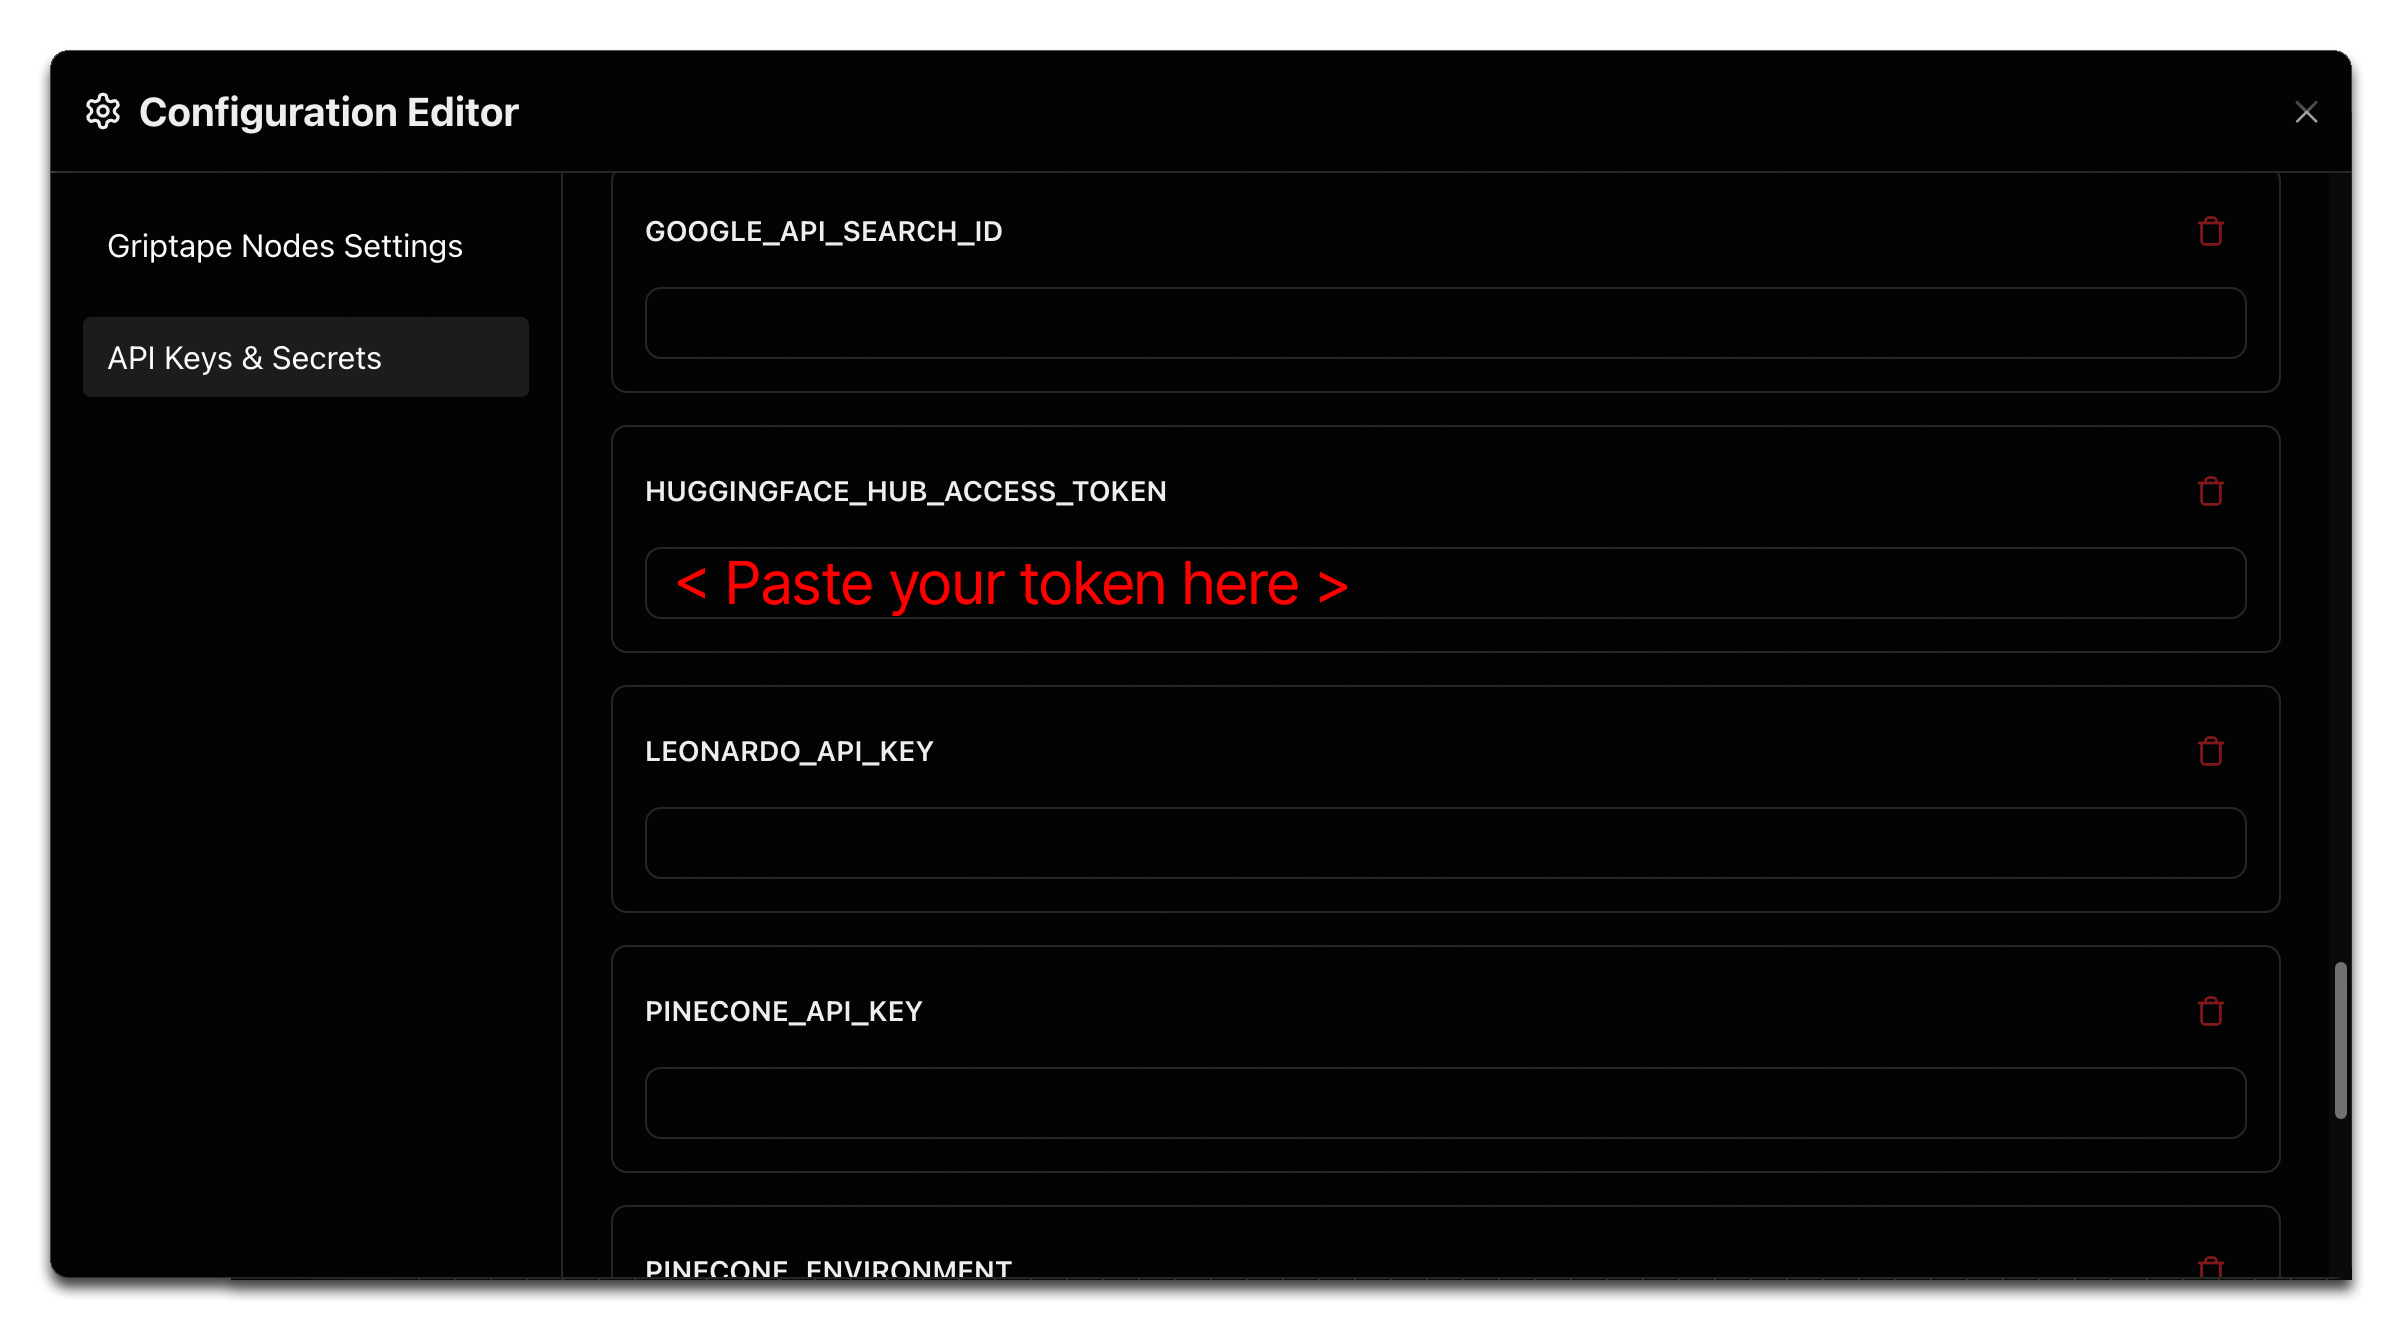 Configuration Editor
Griptape Nodes Settings
API Keys & Secrets
GOOGLE_API_SEARCH_ID
HUGGINGFACE_HUB_ACCESS_TOKEN
< Paste your token here >
LEONARDO_API_KEY
PINECONE_API_KEY
PINECONE_ENVIRONMENT